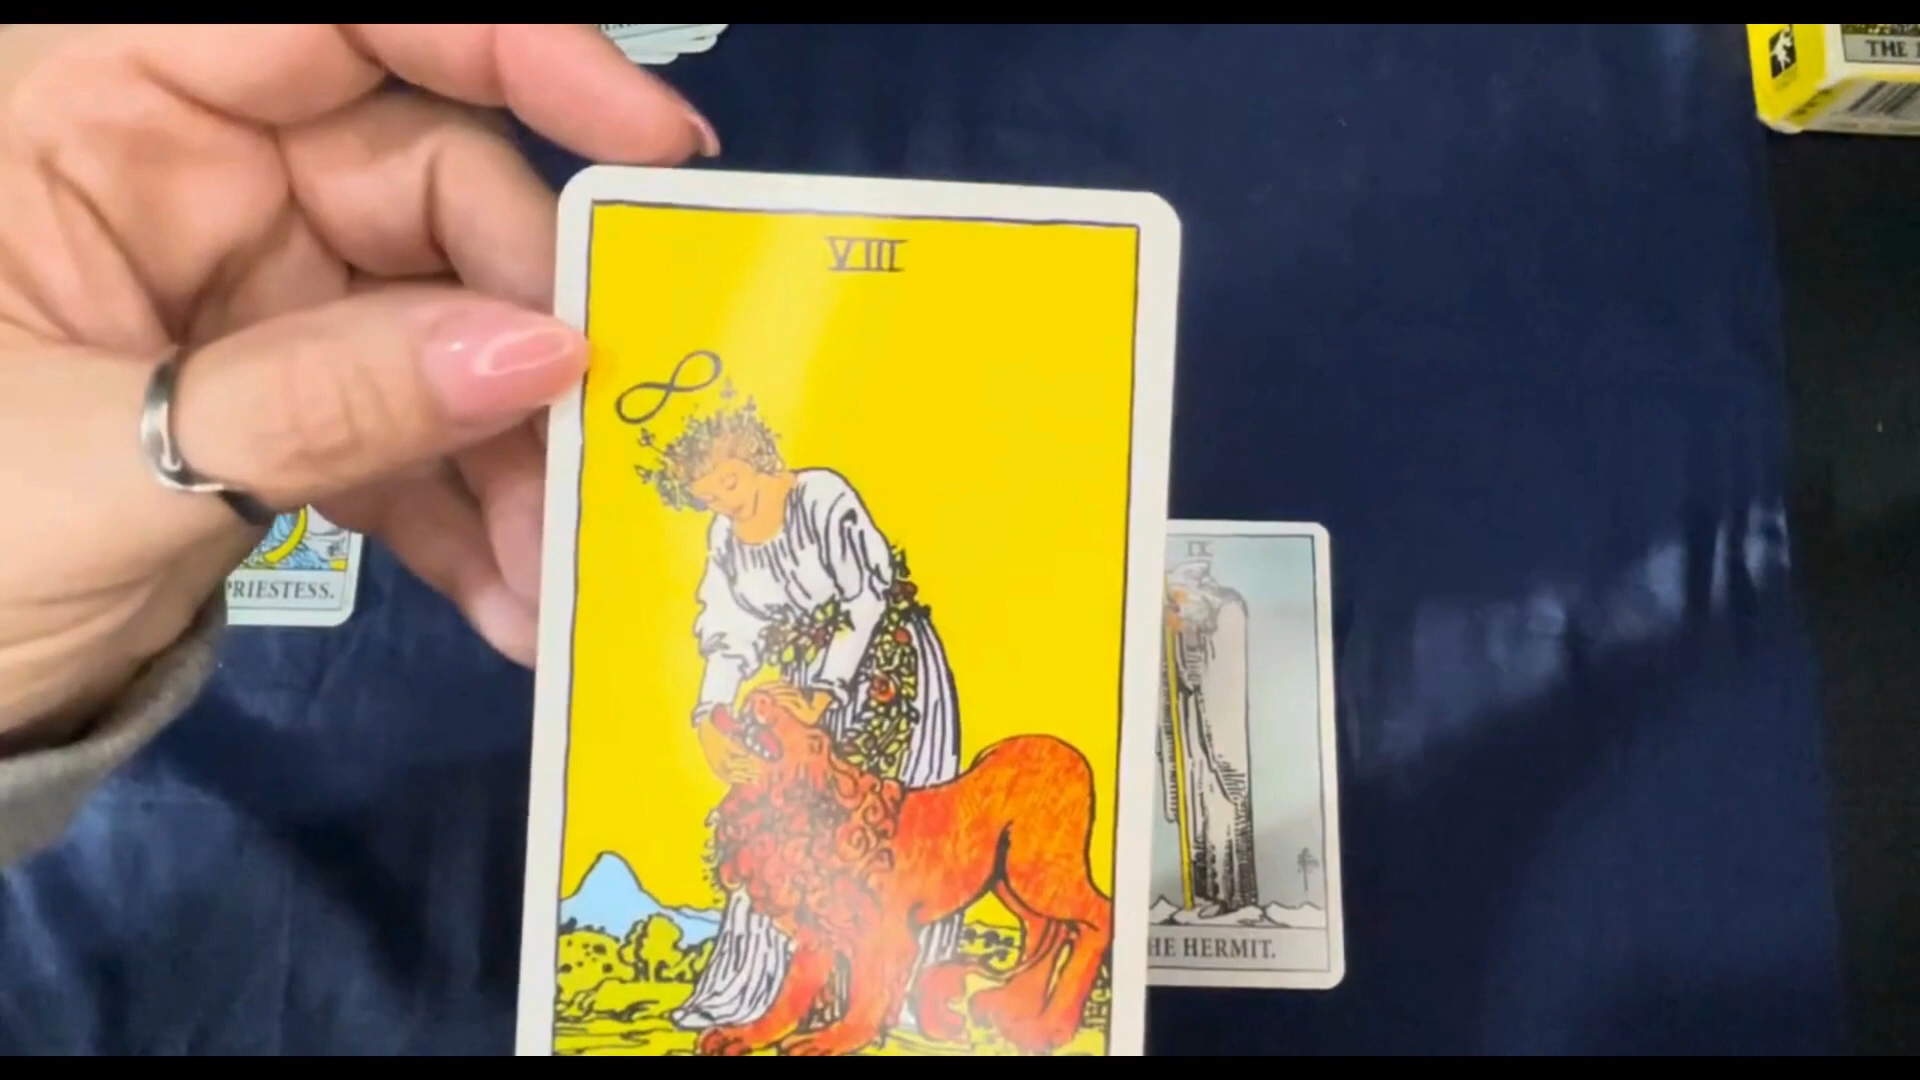 THE
VIII
IX
PRIESTESS.
HE HERMIT.